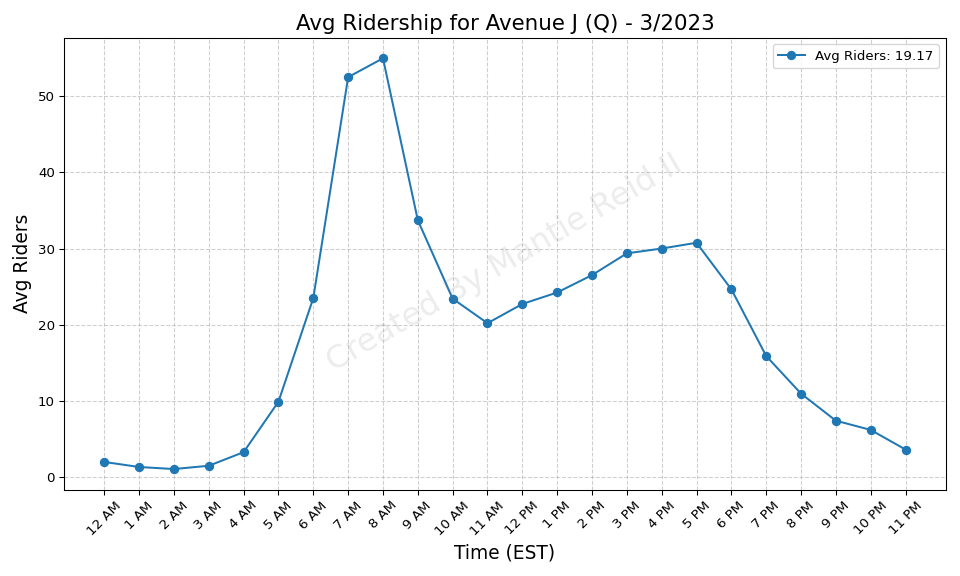 Avg Ridership for Avenue J (Q) - 3/2023
Avg Riders: 19.17
Avg Riders
50
40
30
20
10
0
Created By Mantie Reid II
12 AM
1 AM
2 AM
3 AM
4 AM
5 AM
6 AM
7 AM
8 AM
9 AM
10 AM
11 AM
12 PM
1 PM
2 PM
3 PM
4 PM
5 PM
6 PM
7 PM
8 PM
9 PM
10 PM
11 PM
Time (EST)